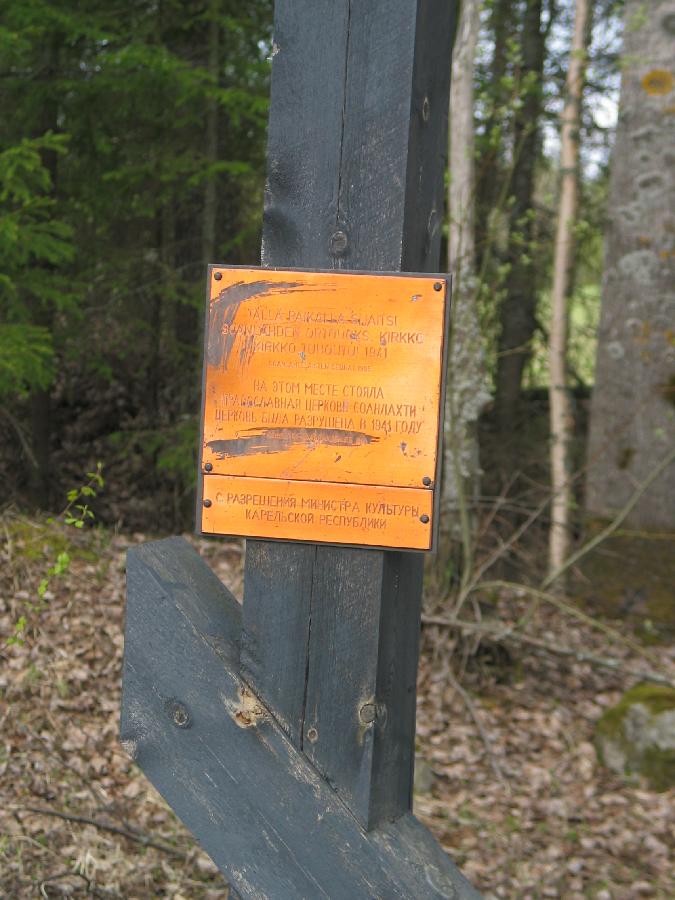 TÄLLÄ PAIKALLA SIJAITSI
SOANLAHDEN ORTODOKS. KIRKKO
KIRKKO TUHOUTUI 1941
НА ЭТОМ МЕСТЕ СТОЯЛА
ПРАВОСЛАВНАЯ ЦЕРКОВЬ СОАНЛАХТИ
ЦЕРКОВЬ БЫЛА РАЗРУШЕНА В 1941 ГОДУ
С РАЗРЕШЕНИЯ МИНИСТРА КУЛЬТУРЫ
КАРЕЛЬСКОЙ РЕСПУБЛИКИ